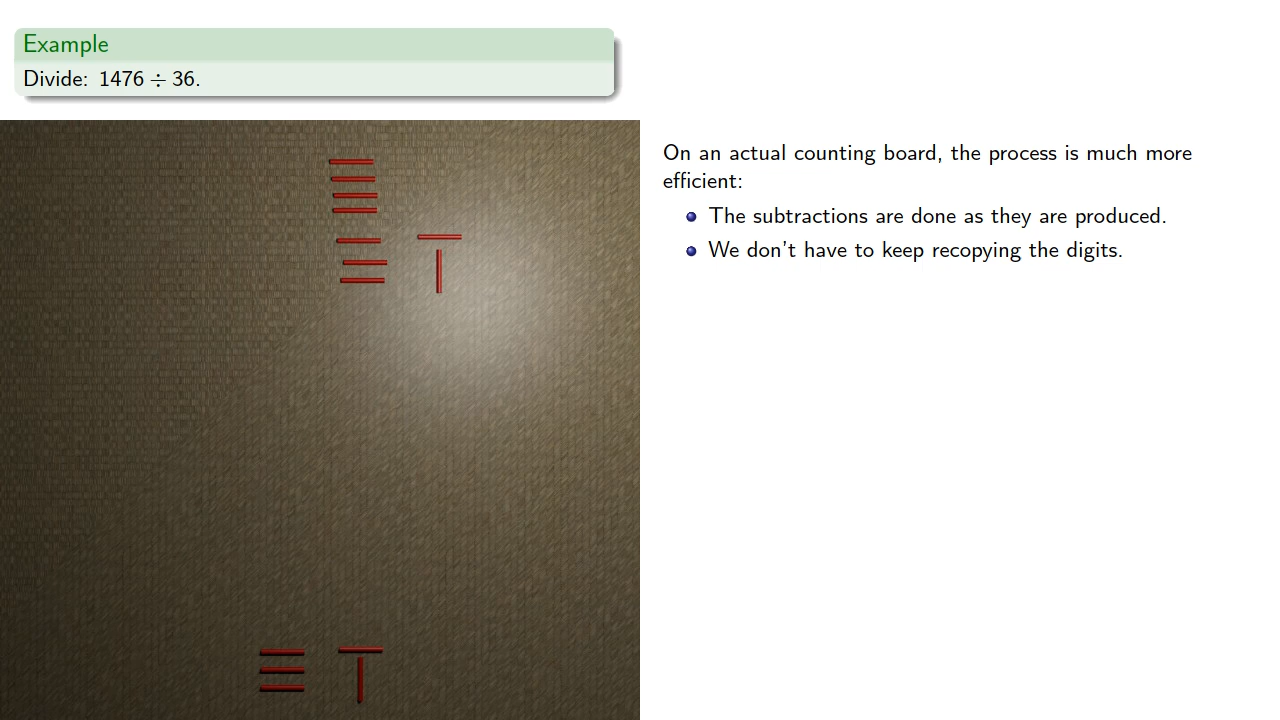 Example
Divide: 1476 ÷ 36.
On an actual counting board, the process is much more
efficient:
The subtractions are done as they are produced.
We don't have to keep recopying the digits.